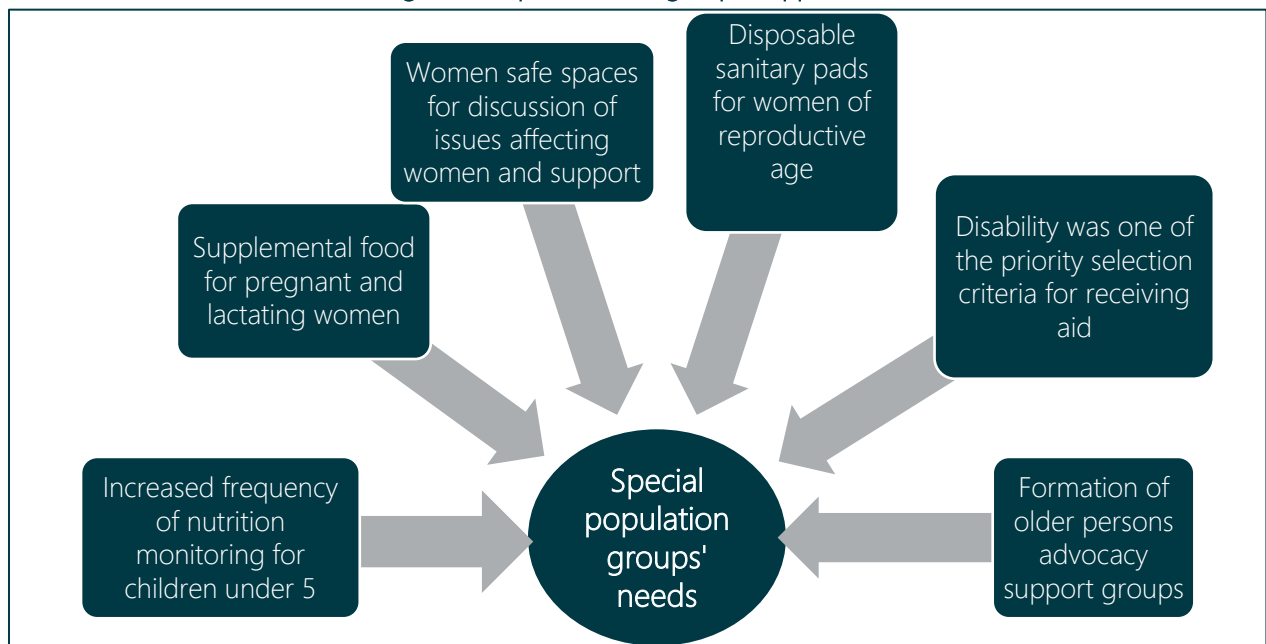 Disposable
sanitary pads
for women of
reproductive
age
Women safe spaces
for discussion of
issues affecting
women and support
Disability was one of
the priority selection
criteria for receiving
aid
Supplemental food
for pregnant and
lactating women
Special
population
groups'
needs
Increased frequency
of nutrition
monitoring for
children under 5
Formation of
older persons
advocacy
support groups